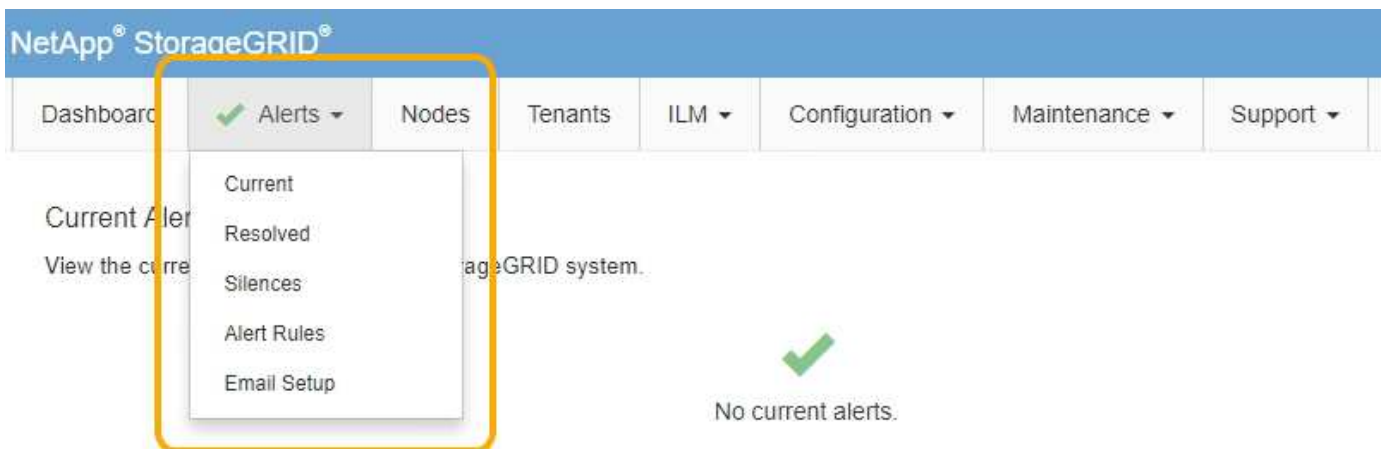 NetApp® StorageGRID®
Dashboard Alerts Nodes Tenants ILM Configuration Maintenance Support
Current
Resolved
Silences
Alert Rules
Email Setup
Current Aler
View the curre ageGRID system.
No current alerts.